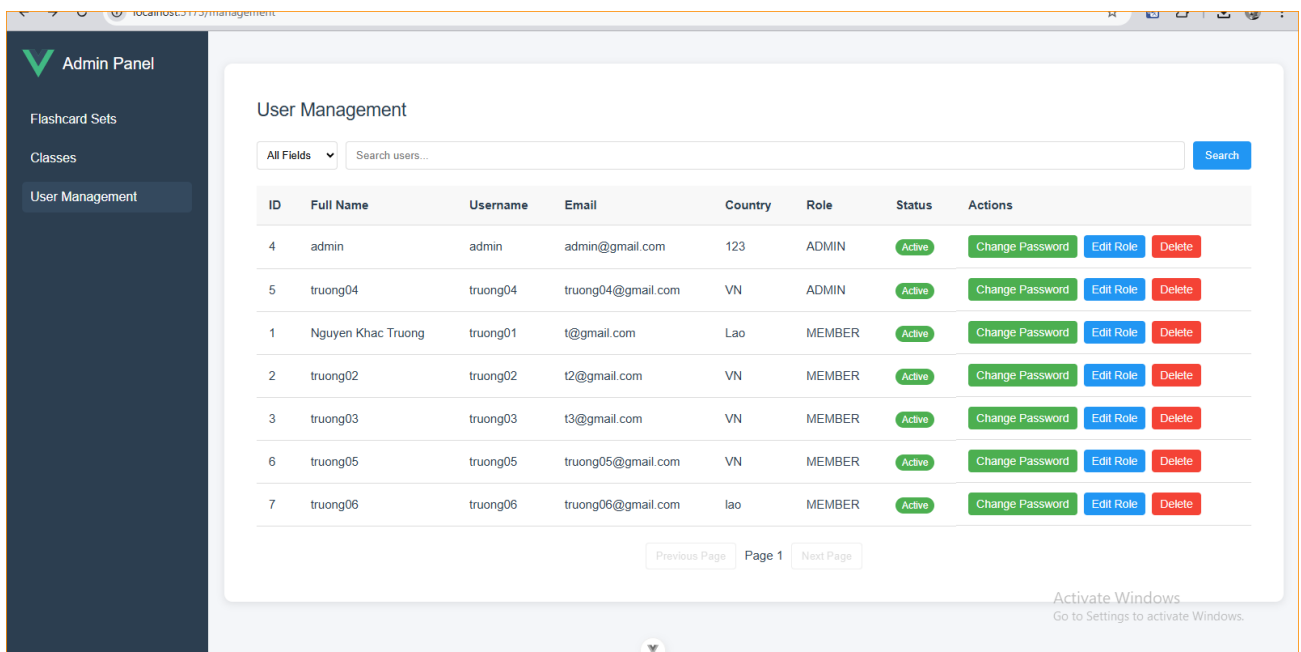 localhost:5173/management
Admin Panel
Flashcard Sets
Classes
User Management
User Management
All Fields Search users... Search
ID Full Name Username Email Country Role Status Actions
4 admin admin admin@gmail.com 123 ADMIN Active Change Password Edit Role Delete
5 truong04 truong04 truong04@gmail.com VN ADMIN Active Change Password Edit Role Delete
1 Nguyen Khac Truong truong01 t@gmail.com Lao MEMBER Active Change Password Edit Role Delete
2 truong02 truong02 t2@gmail.com VN MEMBER Active Change Password Edit Role Delete
3 truong03 truong03 t3@gmail.com VN MEMBER Active Change Password Edit Role Delete
6 truong05 truong05 truong05@gmail.com VN MEMBER Active Change Password Edit Role Delete
7 truong06 truong06 truong06@gmail.com lao MEMBER Active Change Password Edit Role Delete
Previous Page Page 1 Next Page
Activate Windows
Go to Settings to activate Windows.